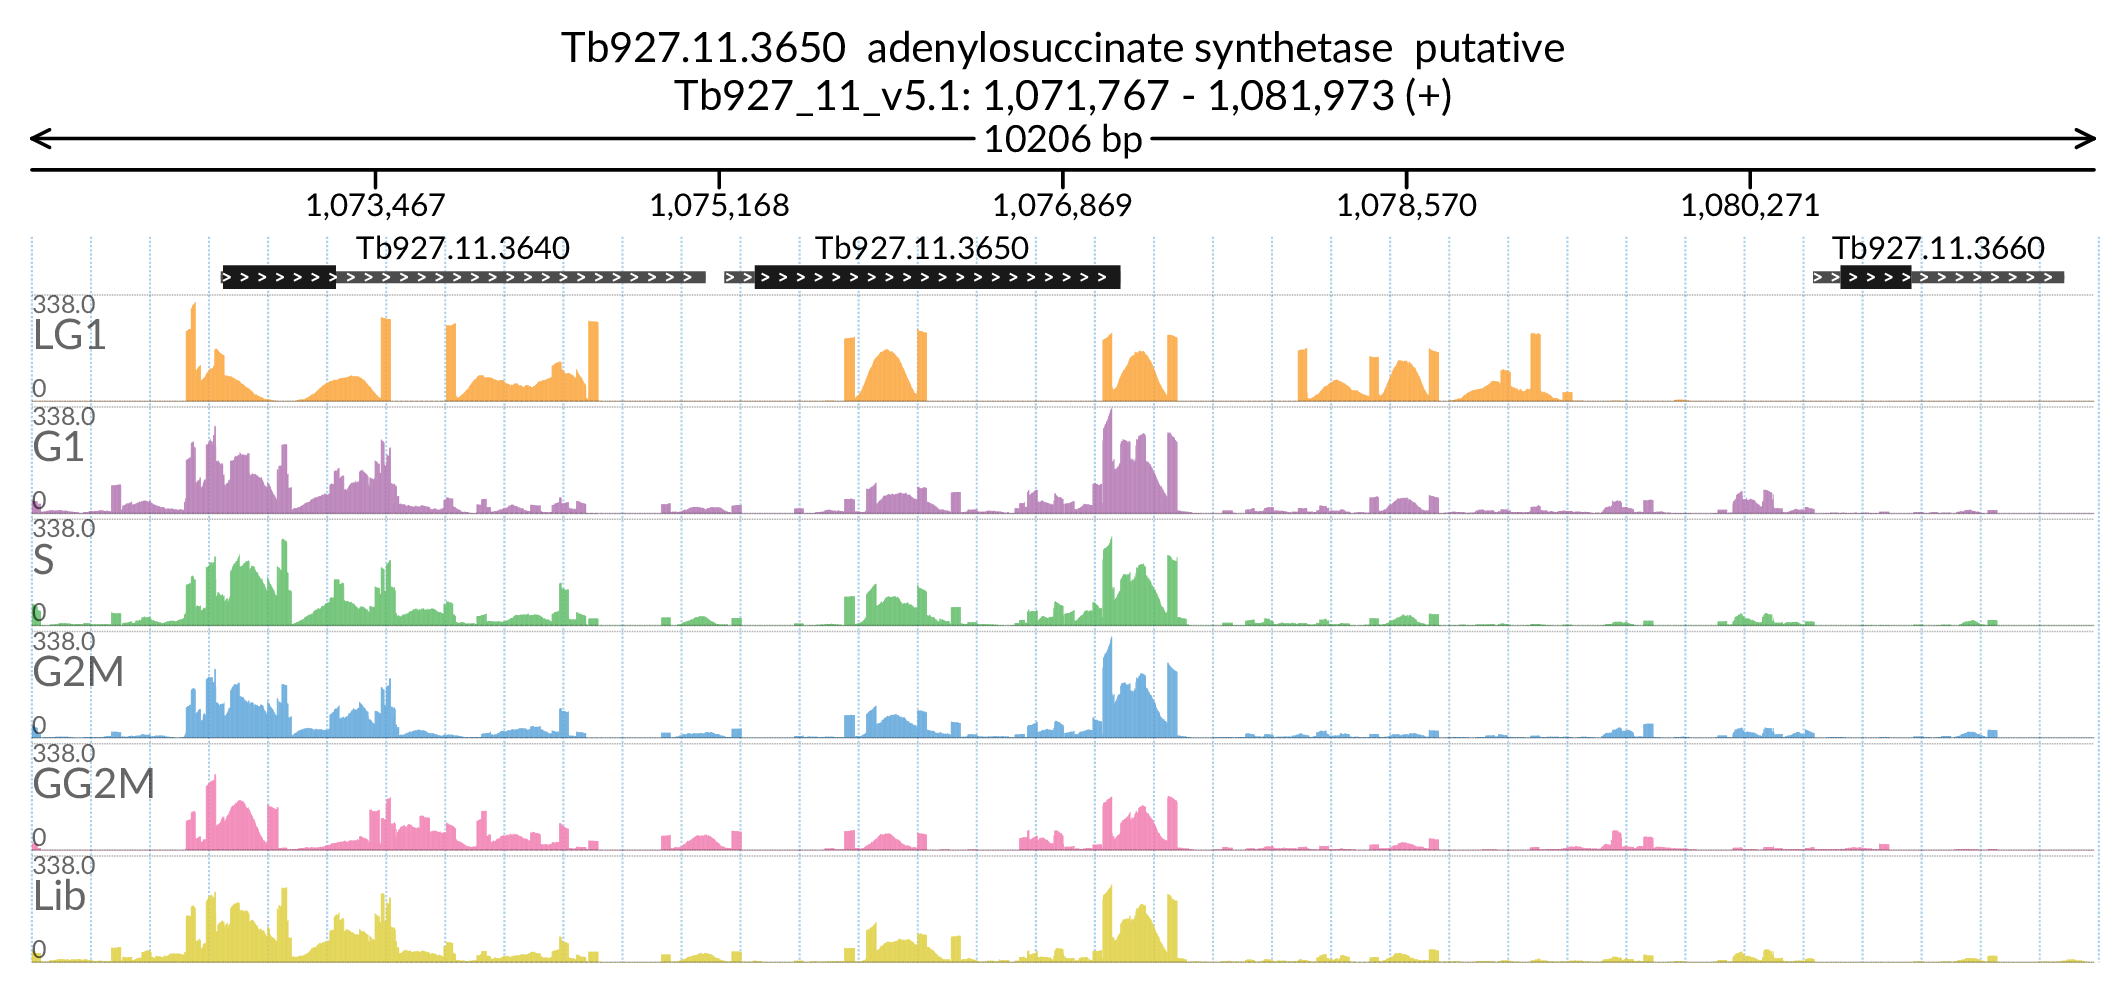 Tb927.11.3650 adenylosuccinate synthetase putative
Tb927_11_v5.1: 1,071,767 - 1,081,973 (+)
10206 bp
1,073,467 1,075,168 1,076,869 1,078,570 1,080,271
Tb927.11.3640 Tb927.11.3650 Tb927.11.3660
338.0
LG1
0
338.0
G1
0
338.0
S
0
338.0
G2M
0
338.0
GG2M
0
338.0
Lib
0